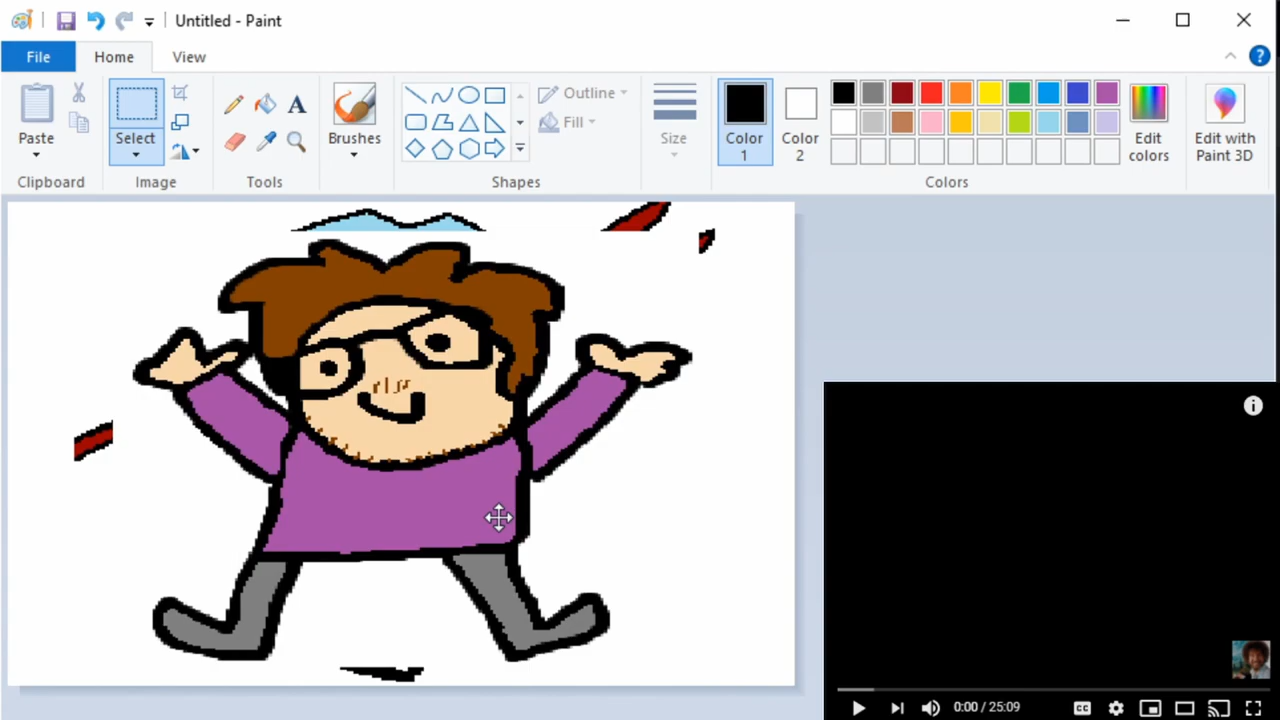 Untitled - Paint
File Home View
Paste
Select
Brushes
Outline
Fill
Size
Color 1
Color 2
Edit colors
Edit with Paint 3D
Clipboard Image Tools Shapes Colors
0:00 / 25:09
CC